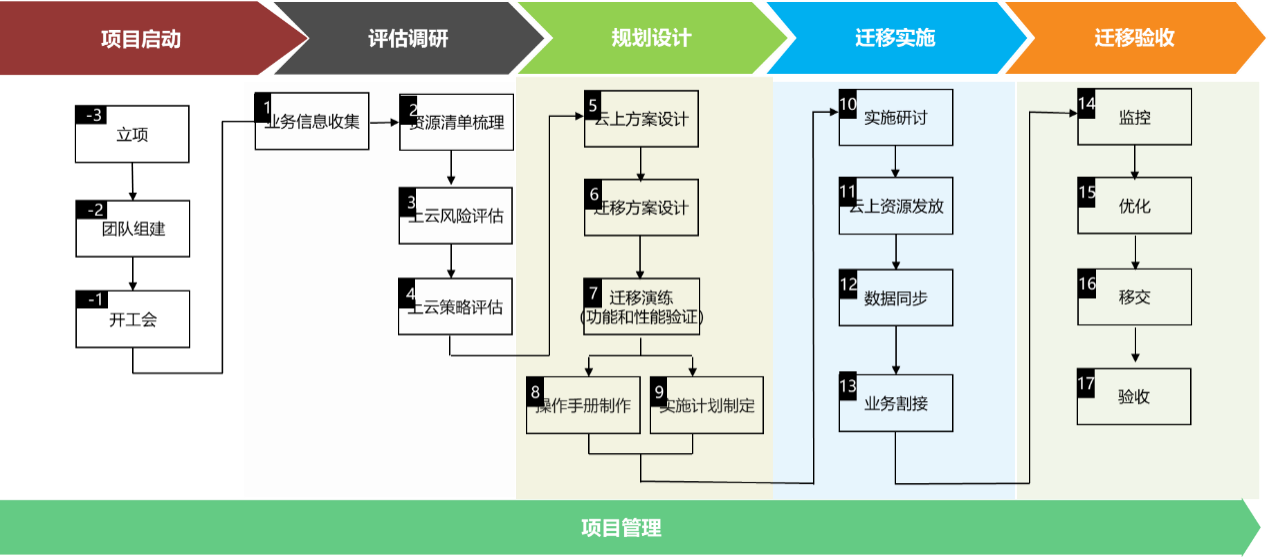 项目启动
评估调研
规划设计
迁移实施
迁移验收
-3
立项
-2
团队组建
-1
开工会
1
业务信息收集
2
资源清单梳理
3
上云风险评估
4
上云策略评估
5
云上方案设计
6
迁移方案设计
7
迁移演练
(功能和性能验证)
8
操作手册制作
9
实施计划制定
10
实施研讨
11
云上资源发放
12
数据同步
13
业务割接
14
监控
15
优化
16
移交
17
验收
项目管理